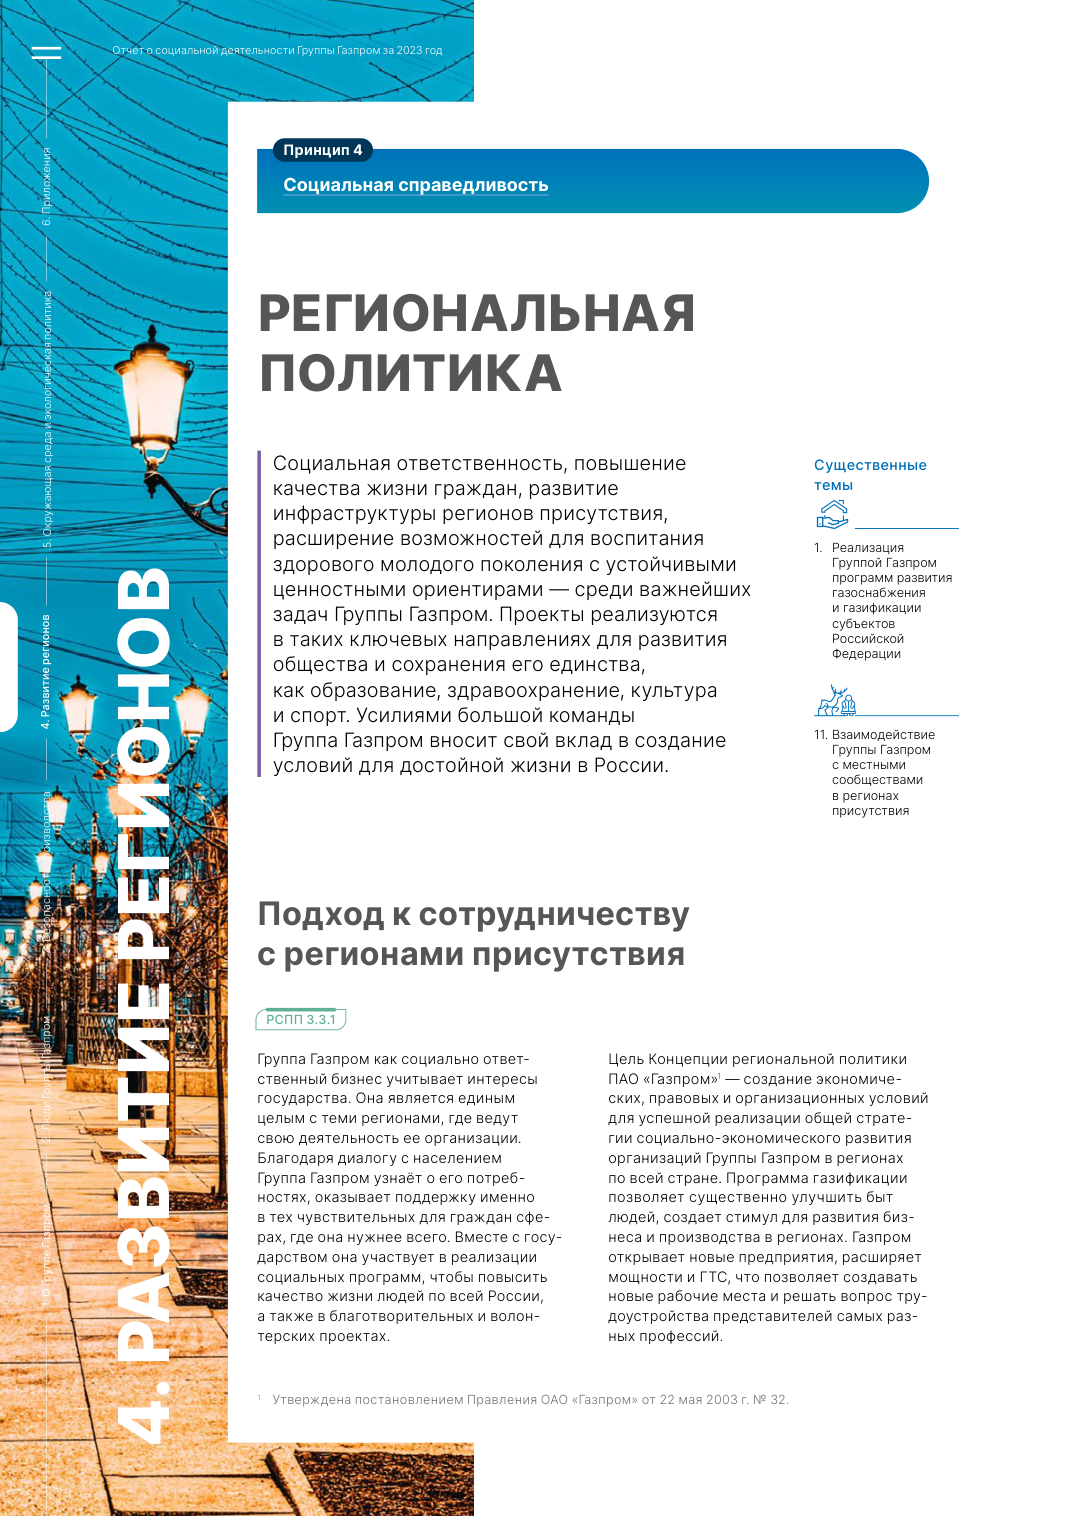 Отчет о социальной деятельности Группы Газпром за 2023 год
6. Приложения
5. Окружающая среда и экологическая политика
4. Развитие регионов
4. РАЗВИТИЕ РЕГИОНОВ
Принцип 4
Социальная справедливость
РЕГИОНАЛЬНАЯ
ПОЛИТИКА
Социальная ответственность, повышение
качества жизни граждан, развитие
инфраструктуры регионов присутствия,
расширение возможностей для воспитания
здорового молодого поколения с устойчивыми
ценностными ориентирами — среди важнейших
задач Группы Газпром. Проекты реализуются
в таких ключевых направлениях для развития
общества и сохранения его единства,
как образование, здравоохранение, культура
и спорт. Усилиями большой команды
Группа Газпром вносит свой вклад в создание
условий для достойной жизни в России.
Существенные
темы
1. Реализация
Группой Газпром
программ развития
газоснабжения
и газификации
субъектов
Российской
Федерации
11. Взаимодействие
Группы Газпром
с местными
сообществами
в регионах
присутствия
Подход к сотрудничеству
с регионами присутствия
РСПП 3.3.1
Группа Газпром как социально ответ-
ственный бизнес учитывает интересы
государства. Она является единым
целым с теми регионами, где ведут
свою деятельность ее организации.
Благодаря диалогу с населением
Группа Газпром узнаёт о его потреб-
ностях, оказывает поддержку именно
в тех чувствительных для граждан сфе-
рах, где она нужнее всего. Вместе с госу-
дарством она участвует в реализации
социальных программ, чтобы повысить
качество жизни людей по всей России,
а также в благотворительных и волон-
терских проектах.
Цель Концепции региональной политики
ПАО «Газпром»¹ — создание экономиче-
ских, правовых и организационных условий
для успешной реализации общей страте-
гии социально-экономического развития
организаций Группы Газпром в регионах
по всей стране. Программа газификации
позволяет существенно улучшить быт
людей, создает стимул для развития биз-
неса и производства в регионах. Газпром
открывает новые предприятия, расширяет
мощности и ГТС, что позволяет создавать
новые рабочие места и решать вопрос тру-
доустройства представителей самых раз-
ных профессий.
¹ Утверждена постановлением Правления ОАО «Газпром» от 22 мая 2003 г. № 32.